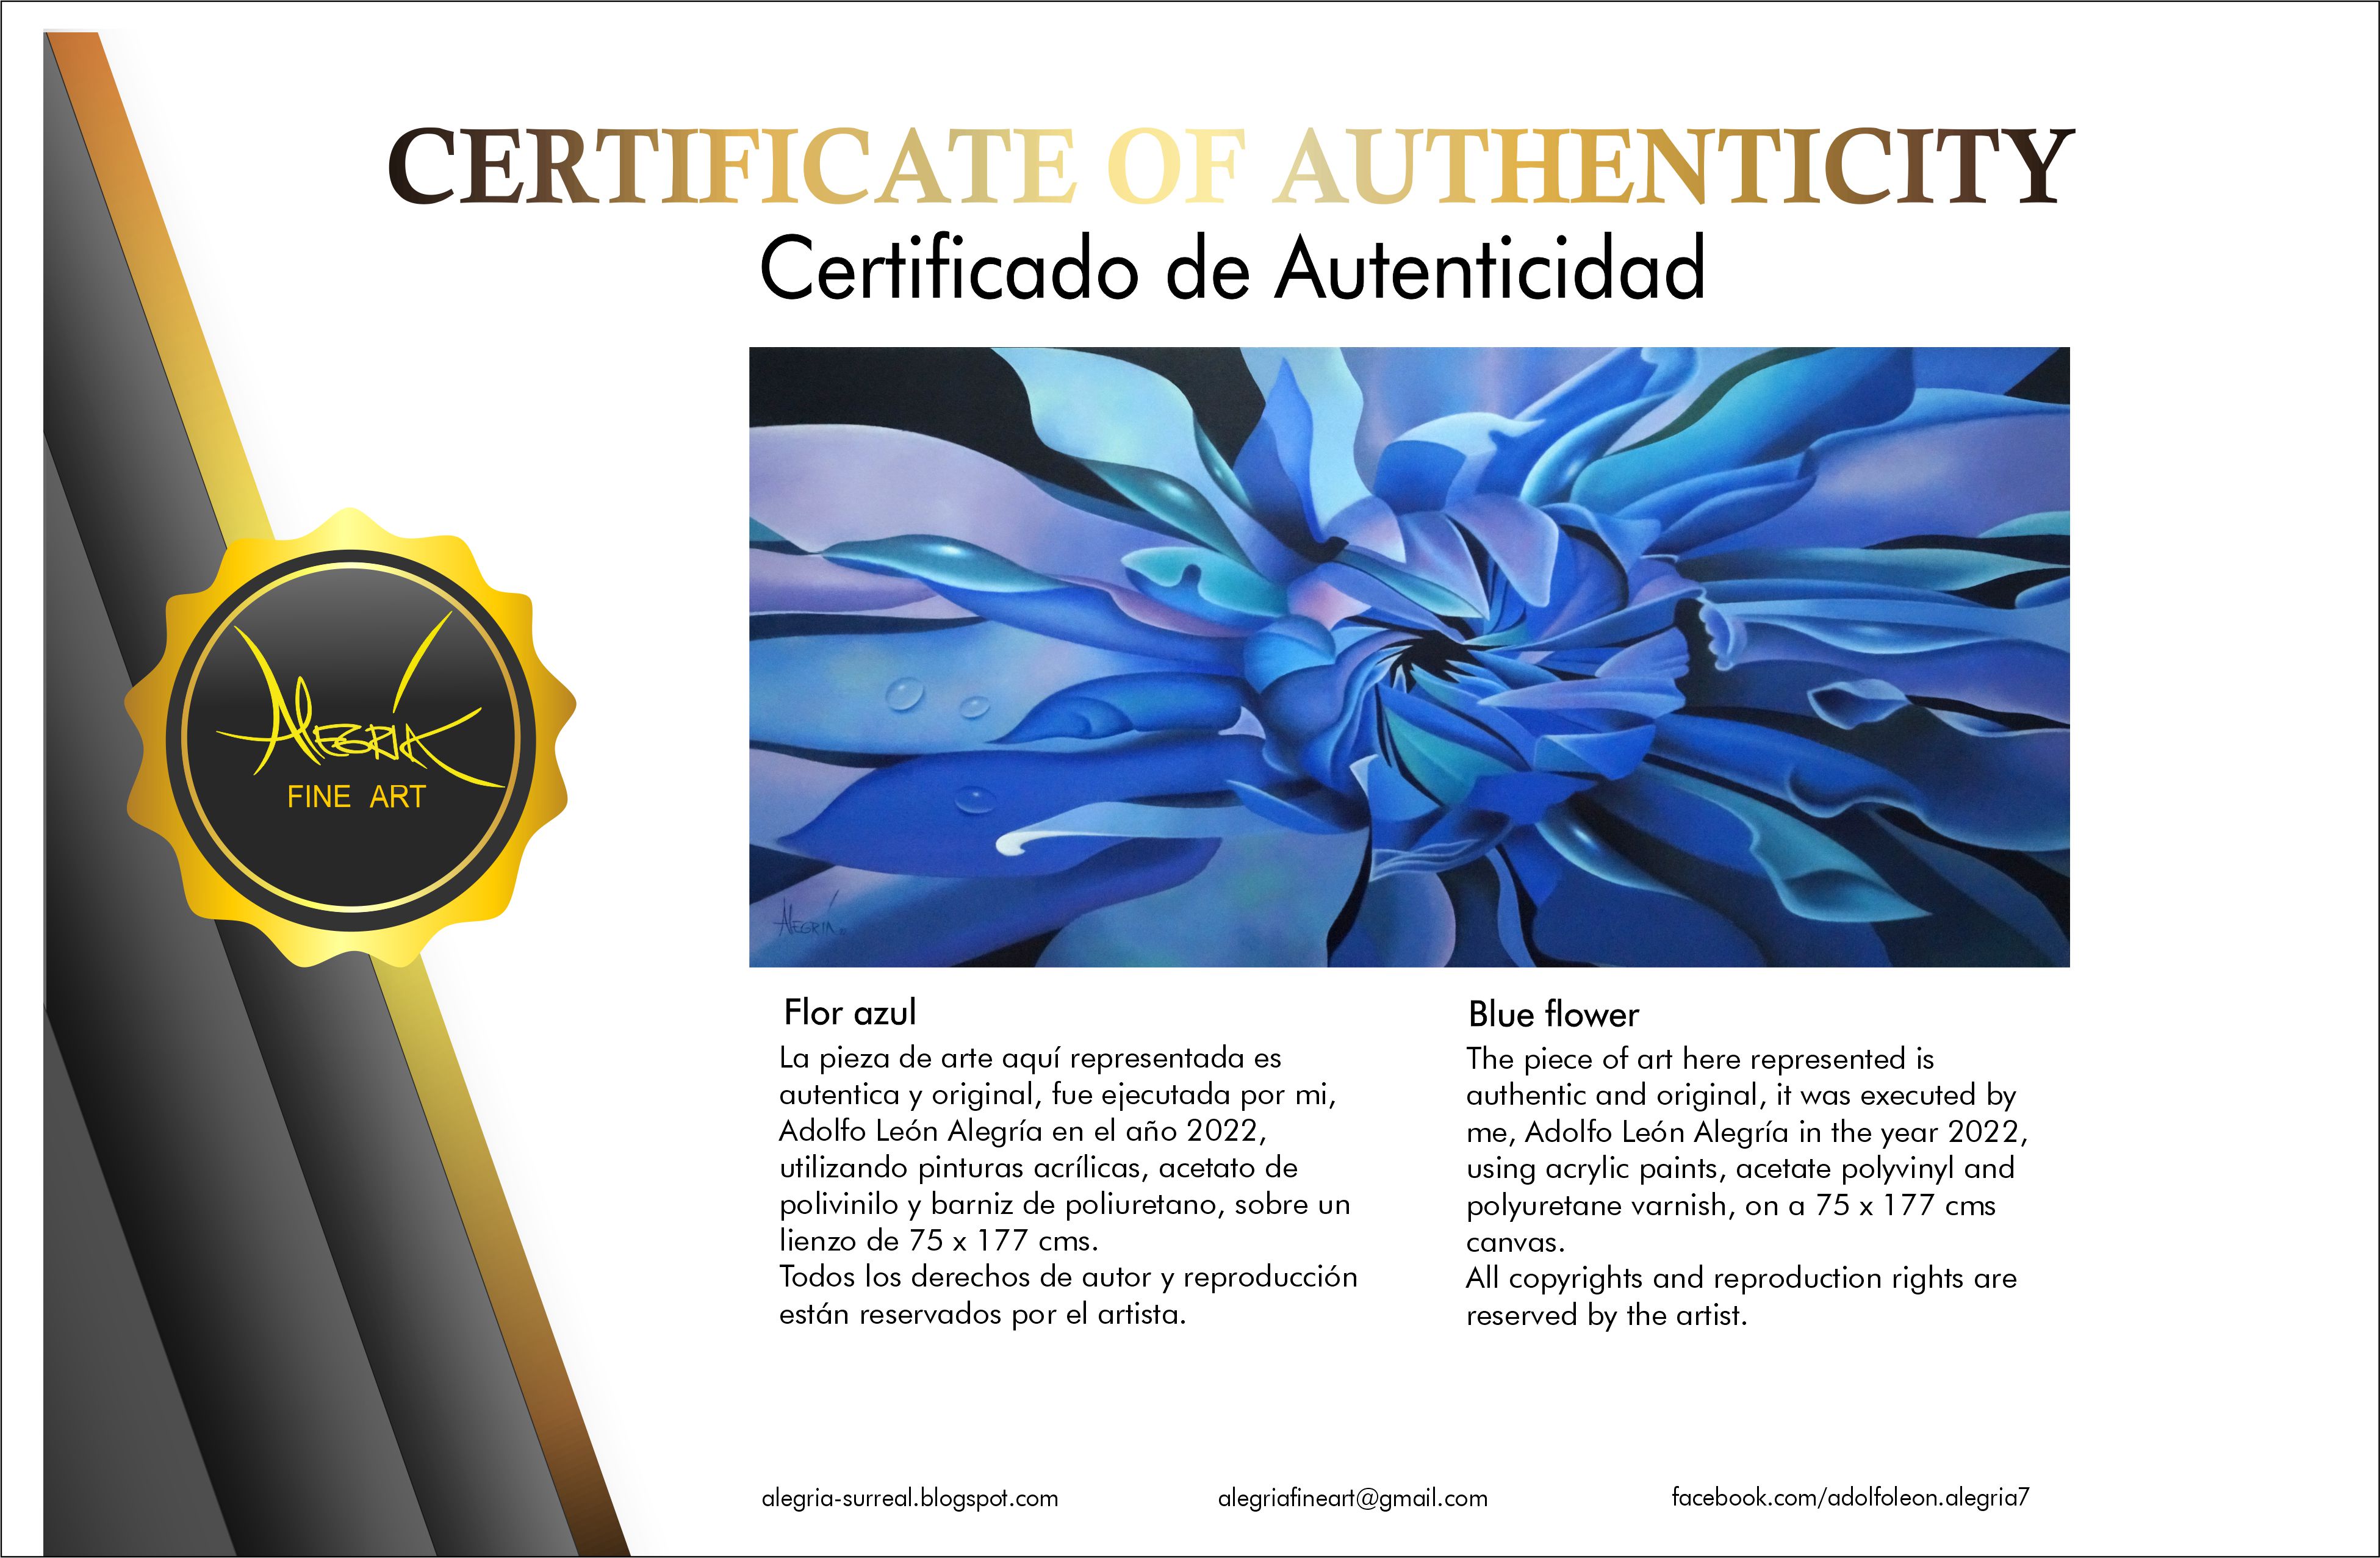 CERTIFICATE OF AUTHENTICITY
Certificado de Autenticidad
ALEGRÍA
FINE ART
ALEGRÍA
Flor azul
La pieza de arte aquí representada es
autentica y original, fue ejecutada por mi,
Adolfo León Alegría en el año 2022,
utilizando pinturas acrílicas, acetato de
polivinilo y barniz de poliuretano, sobre un
lienzo de 75 x 177 cms.
Todos los derechos de autor y reproducción
están reservados por el artista.
Blue flower
The piece of art here represented is
authentic and original, it was executed by
me, Adolfo León Alegría in the year 2022,
using acrylic paints, acetate polyvinyl and
polyuretane varnish, on a 75 x 177 cms
canvas.
All copyrights and reproduction rights are
reserved by the artist.
alegria-surreal.blogspot.com
alegriafineart@gmail.com
facebook.com/adolfoleon.alegria7